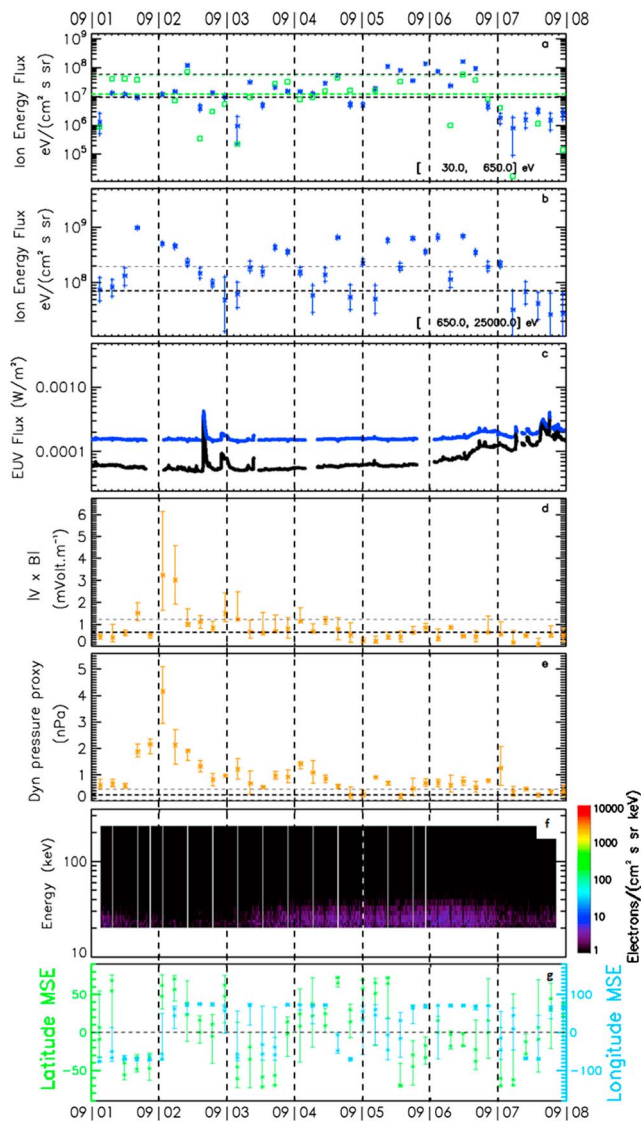 09|01 09|02 09|03 09|04 09|05 09|06 09|07 09|08
a
Ion Energy Flux
eV/(cm² s sr)
10⁹
10⁸
10⁷
10⁶
10⁵
[ 30.0, 650.0] eV
b
Ion Energy Flux
eV/(cm² s sr)
10⁹
10⁸
[ 650.0, 25000.0] eV
c
EUV Flux (W/m²)
0.0010
0.0001
d
|v x B|
(mVolt.m⁻¹)
6
5
4
3
2
1
0
e
Dyn pressure proxy
(nPa)
5
4
3
2
1
0
f
Energy (keV)
100
10
10000
1000
100
10
1
Electrons/(cm² s sr keV)
g
Latitude MSE
50
0
-50
100
0
-100
Longitude MSE
09|01 09|02 09|03 09|04 09|05 09|06 09|07 09|08